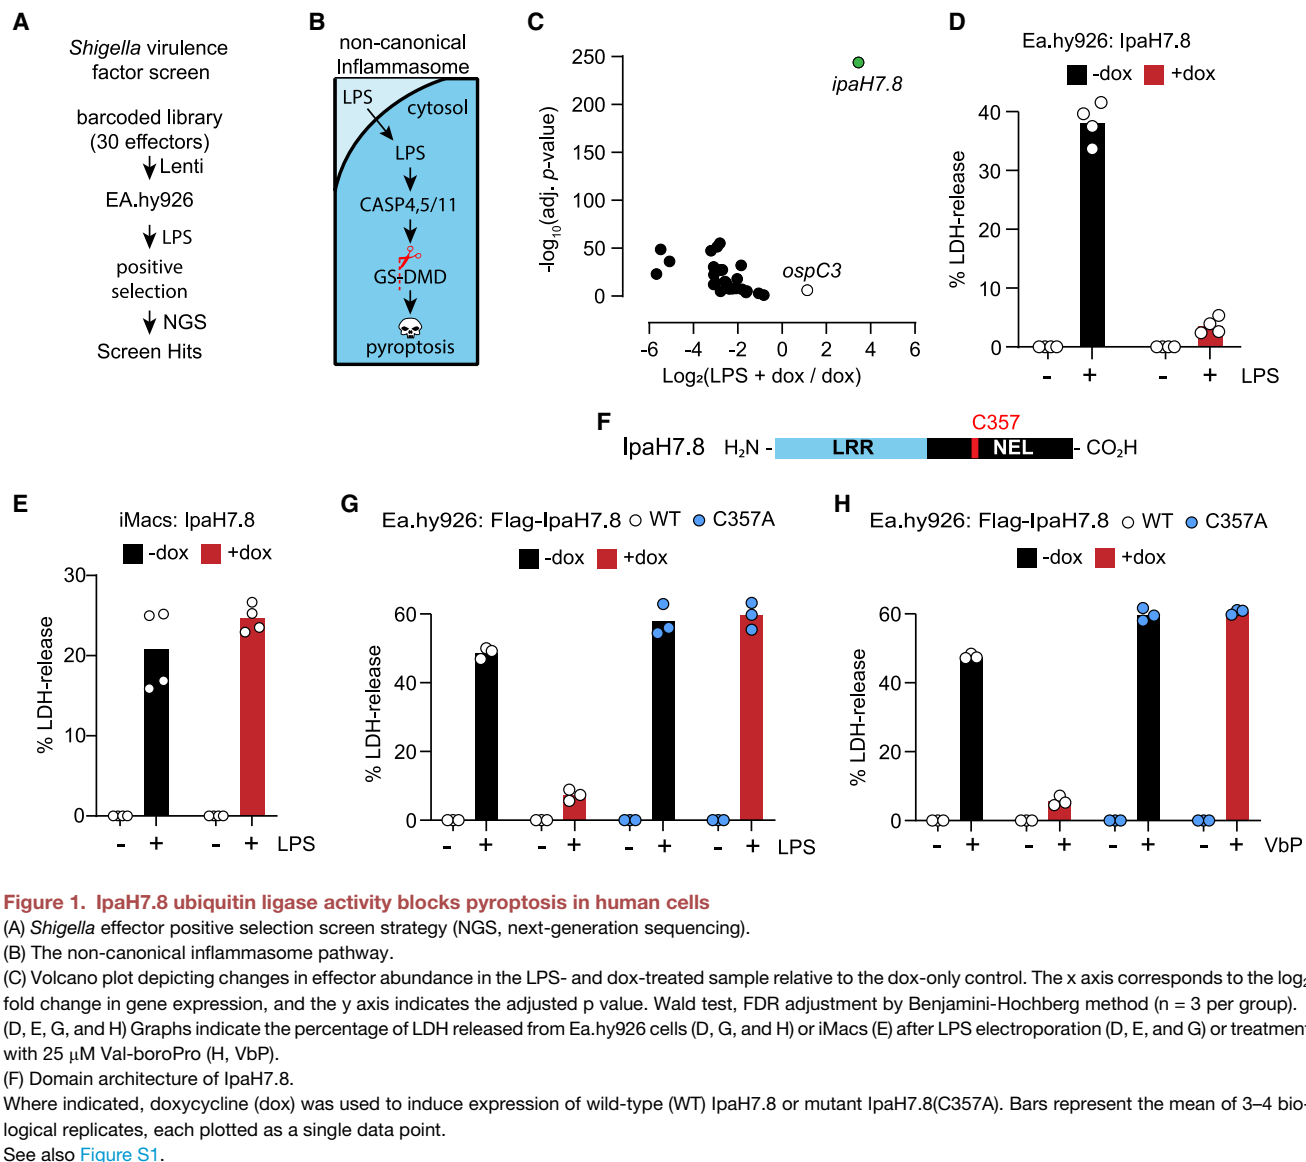 A
Shigella virulence
factor screen
barcoded library
(30 effectors)
Lenti
EA.hy926
LPS
positive
selection
NGS
Screen Hits
B
non-canonical
Inflammasome
LPS
cytosol
LPS
CASP4,5/11
GS-DMD
pyroptosis
C
250
200
150
100
50
0
-log₁₀(adj. p-value)
ipaH7.8
ospC3
-6 -4 -2 0 2 4 6
Log₂(LPS + dox / dox)
D
Ea.hy926: IpaH7.8
-dox +dox
40
30
20
10
0
% LDH-release
- + - + LPS
F
C357
IpaH7.8 H₂N - LRR NEL - CO₂H
E
iMacs: IpaH7.8
-dox +dox
30
20
10
0
% LDH-release
- + - + LPS
G
Ea.hy926: Flag-IpaH7.8 WT C357A
-dox +dox
60
40
20
0
% LDH-release
- + - + - + - + LPS
H
Ea.hy926: Flag-IpaH7.8 WT C357A
-dox +dox
60
40
20
0
% LDH-release
- + - + - + - + VbP
Figure 1. IpaH7.8 ubiquitin ligase activity blocks pyroptosis in human cells
(A) Shigella effector positive selection screen strategy (NGS, next-generation sequencing).
(B) The non-canonical inflammasome pathway.
(C) Volcano plot depicting changes in effector abundance in the LPS- and dox-treated sample relative to the dox-only control. The x axis corresponds to the log₂
fold change in gene expression, and the y axis indicates the adjusted p value. Wald test, FDR adjustment by Benjamini-Hochberg method (n = 3 per group).
(D, E, G, and H) Graphs indicate the percentage of LDH released from Ea.hy926 cells (D, G, and H) or iMacs (E) after LPS electroporation (D, E, and G) or treatment
with 25 μM Val-boroPro (H, VbP).
(F) Domain architecture of IpaH7.8.
Where indicated, doxycycline (dox) was used to induce expression of wild-type (WT) IpaH7.8 or mutant IpaH7.8(C357A). Bars represent the mean of 3–4 bio-
logical replicates, each plotted as a single data point.
See also Figure S1.